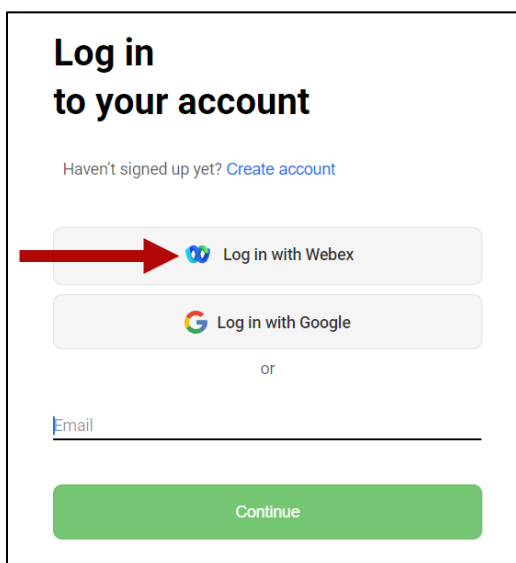 Log in
to your account
Haven't signed up yet? Create account
Log in with Webex
Log in with Google
or
Email
Continue